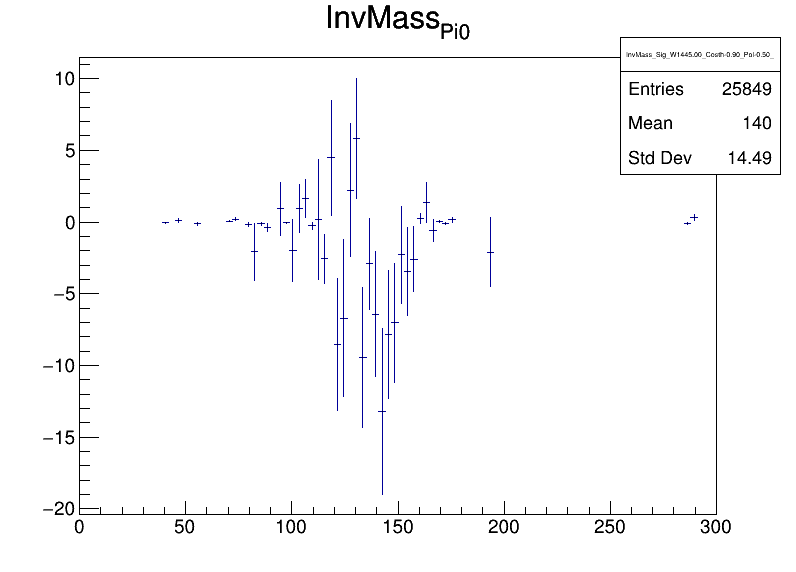 InvMass_Pi0
InvMass_Sig_W1445.00_Costh-0.90_Pol-0.50_
Entries 25849
Mean 140
Std Dev 14.49
10
5
0
−5
−10
−15
−20
0 50 100 150 200 250 300